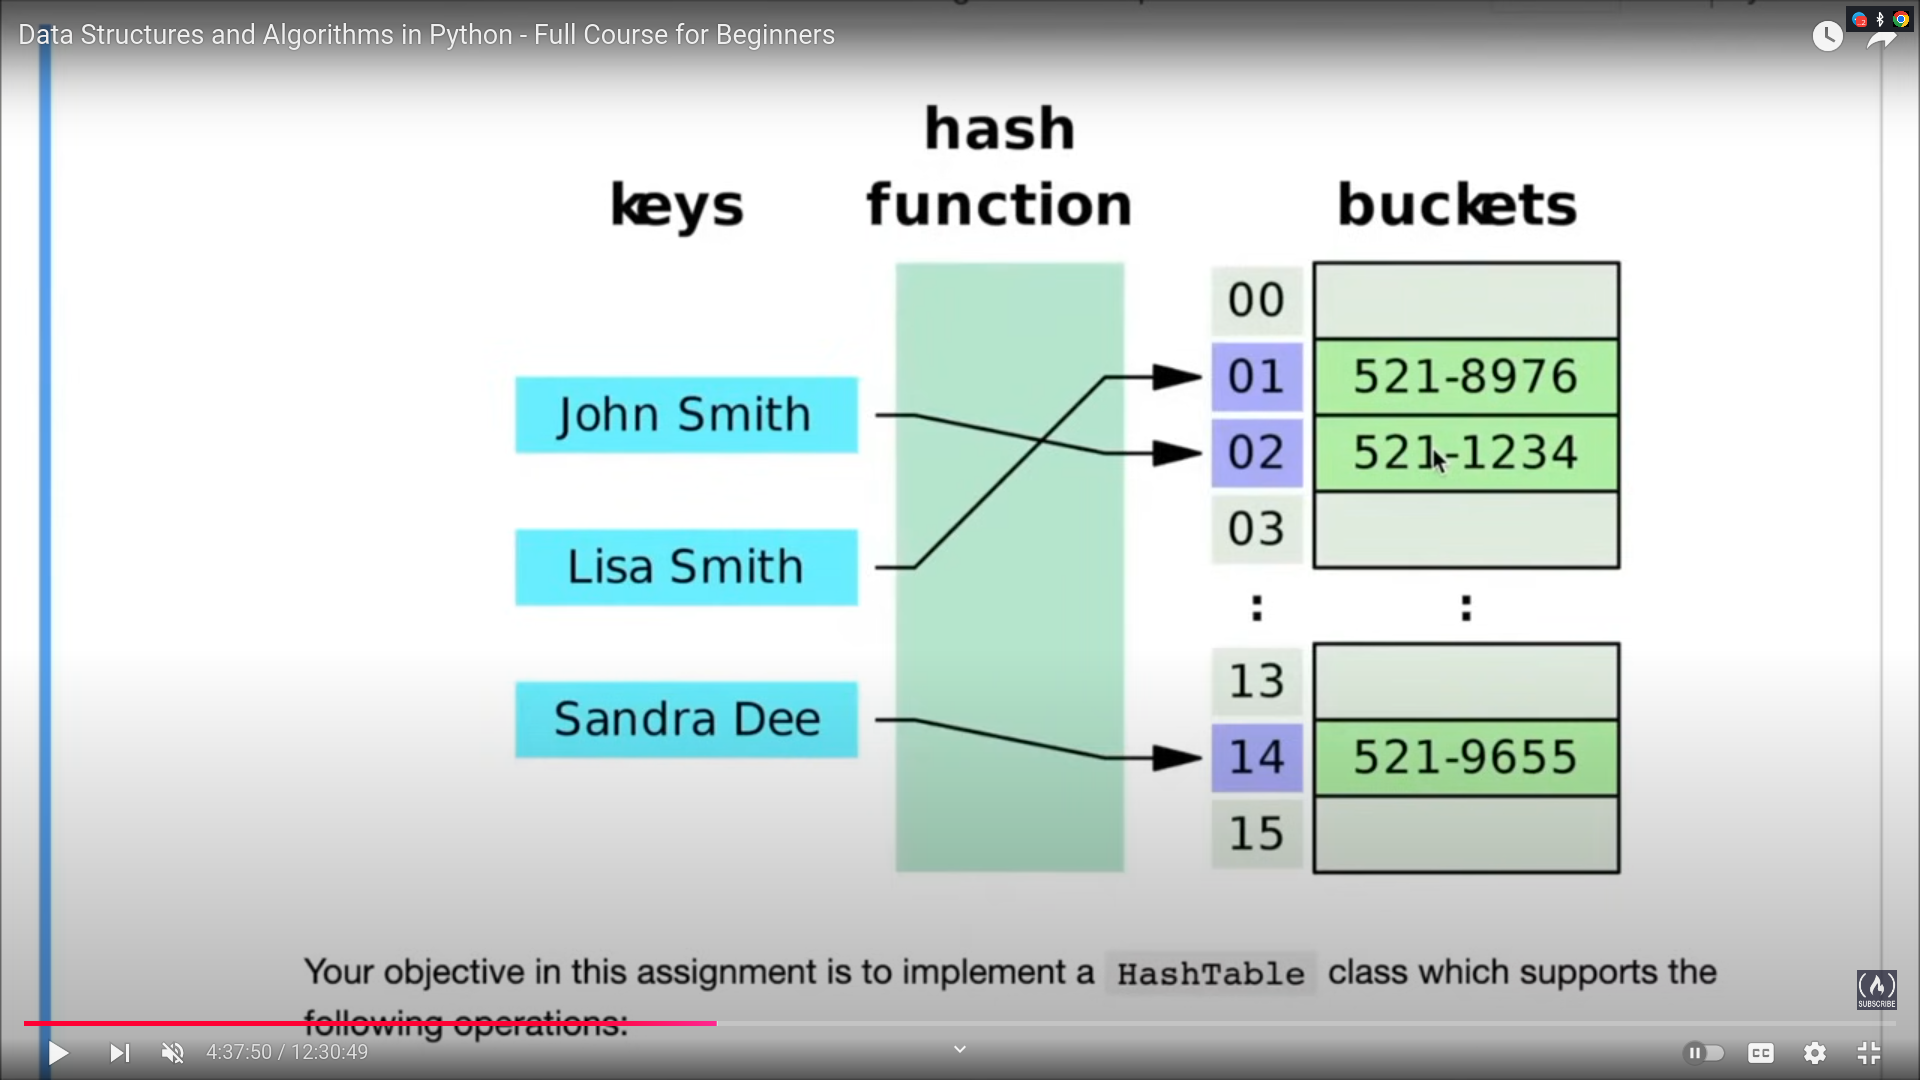 Data Structures and Algorithms in Python - Full Course for Beginners
hash
keys function buckets
00
01 521-8976
John Smith
02 521-1234
03
Lisa Smith
: :
13
Sandra Dee
14 521-9655
15
Your objective in this assignment is to implement a HashTable class which supports the
following operations:
SUBSCRIBE
4:37:50 / 12:30:49
CC